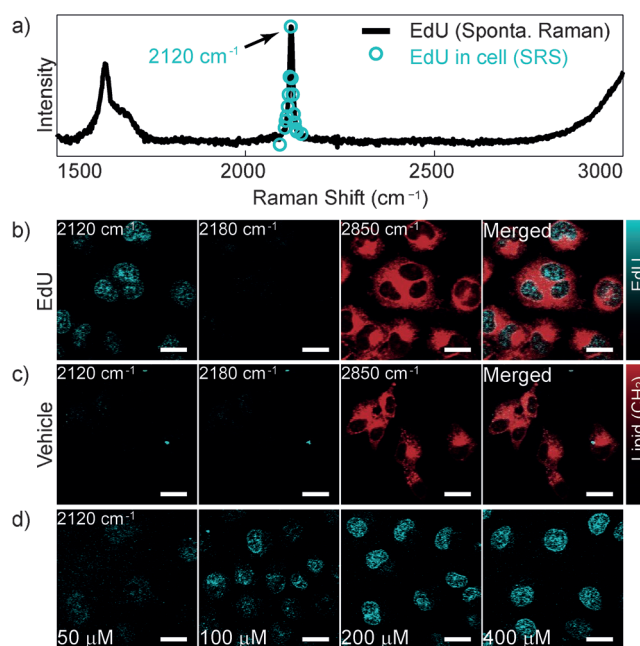 a)
EdU (Sponta. Raman)
EdU in cell (SRS)
2120 cm⁻¹
Intensity
1500 2000 2500 3000
Raman Shift (cm⁻¹)
b)
EdU
2120 cm⁻¹ 2180 cm⁻¹ 2850 cm⁻¹ Merged
EdU
c)
Vehicle
2120 cm⁻¹ 2180 cm⁻¹ 2850 cm⁻¹ Merged
Lipid (CH₂)
d)
2120 cm⁻¹
50 μM 100 μM 200 μM 400 μM